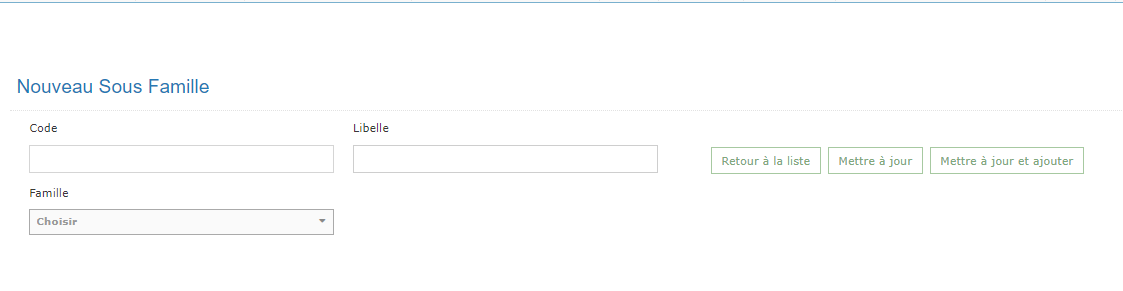 Nouveau Sous Famille
Code Libelle
Retour à la liste Mettre à jour Mettre à jour et ajouter
Famille
Choisir